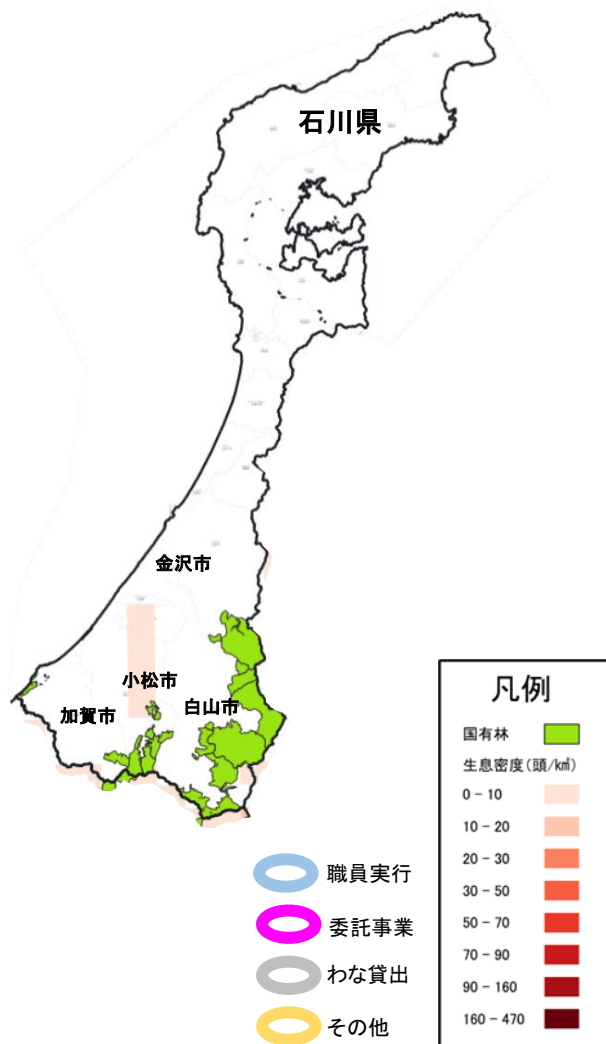 石川県
金沢市
小松市
加賀市
白山市
凡例
国有林
生息密度(頭/k㎡)
0 - 10
10 - 20
20 - 30
30 - 50
50 - 70
70 - 90
90 - 160
160 - 470
職員実行
委託事業
わな貸出
その他